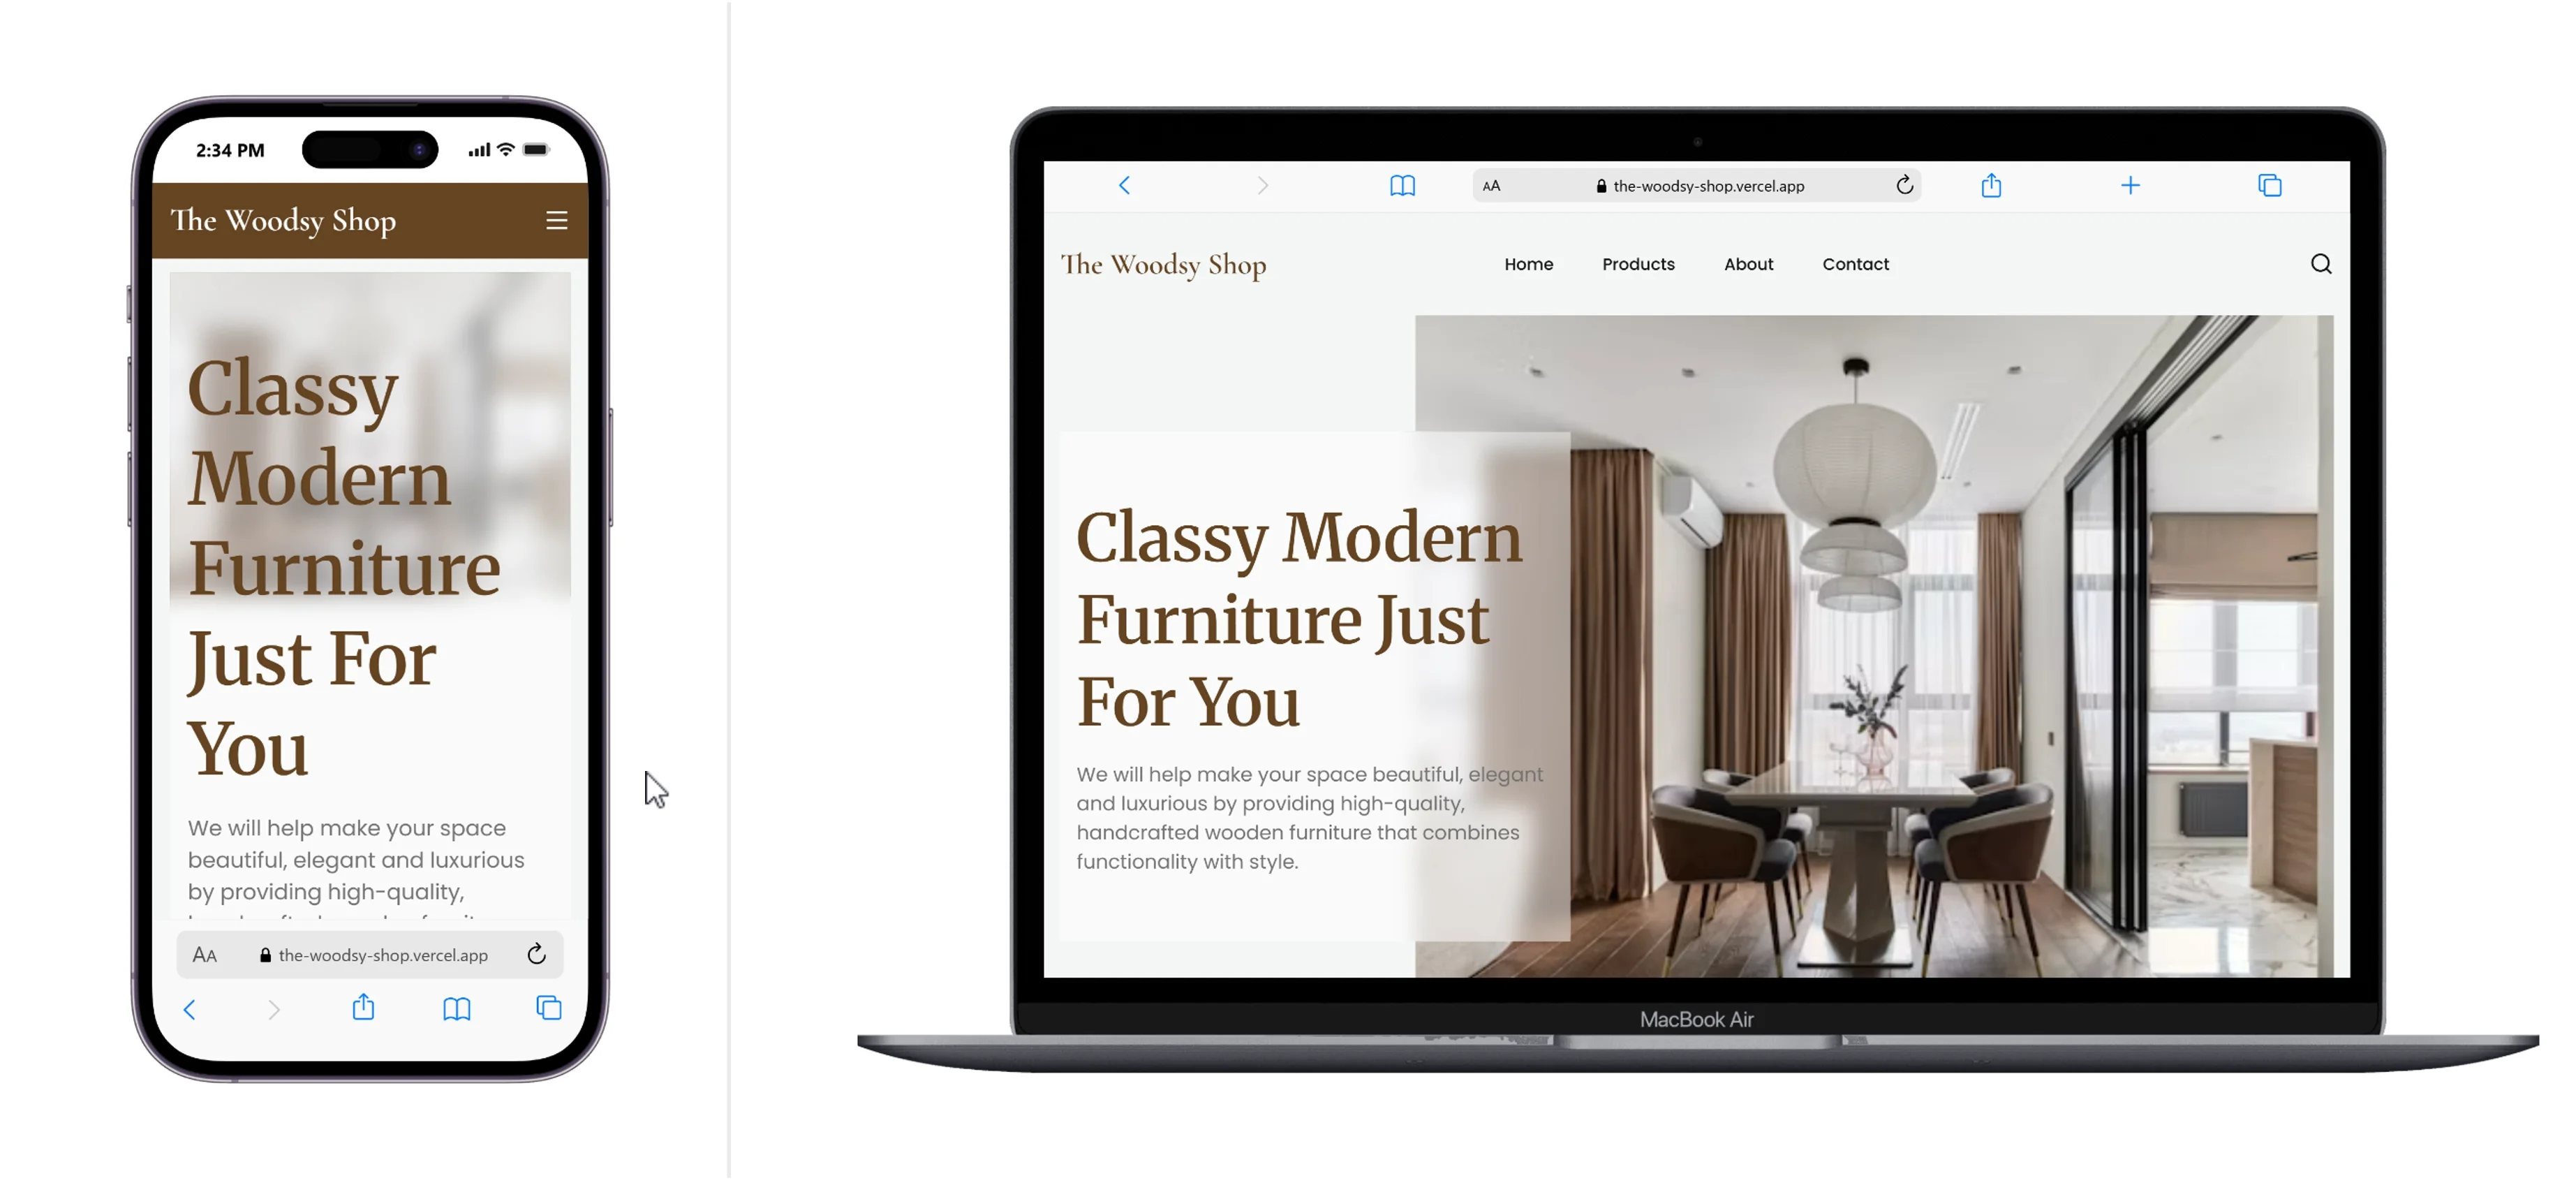 2:34 PM
The Woodsy Shop
Classy
Modern
Furniture
Just For
You
We will help make your space
beautiful, elegant and luxurious
by providing high-quality,
AA the-woodsy-shop.vercel.app
AA the-woodsy-shop.vercel.app
The Woodsy Shop Home Products About Contact
Classy Modern
Furniture Just
For You
We will help make your space beautiful, elegant
and luxurious by providing high-quality,
handcrafted wooden furniture that combines
functionality with style.
MacBook Air